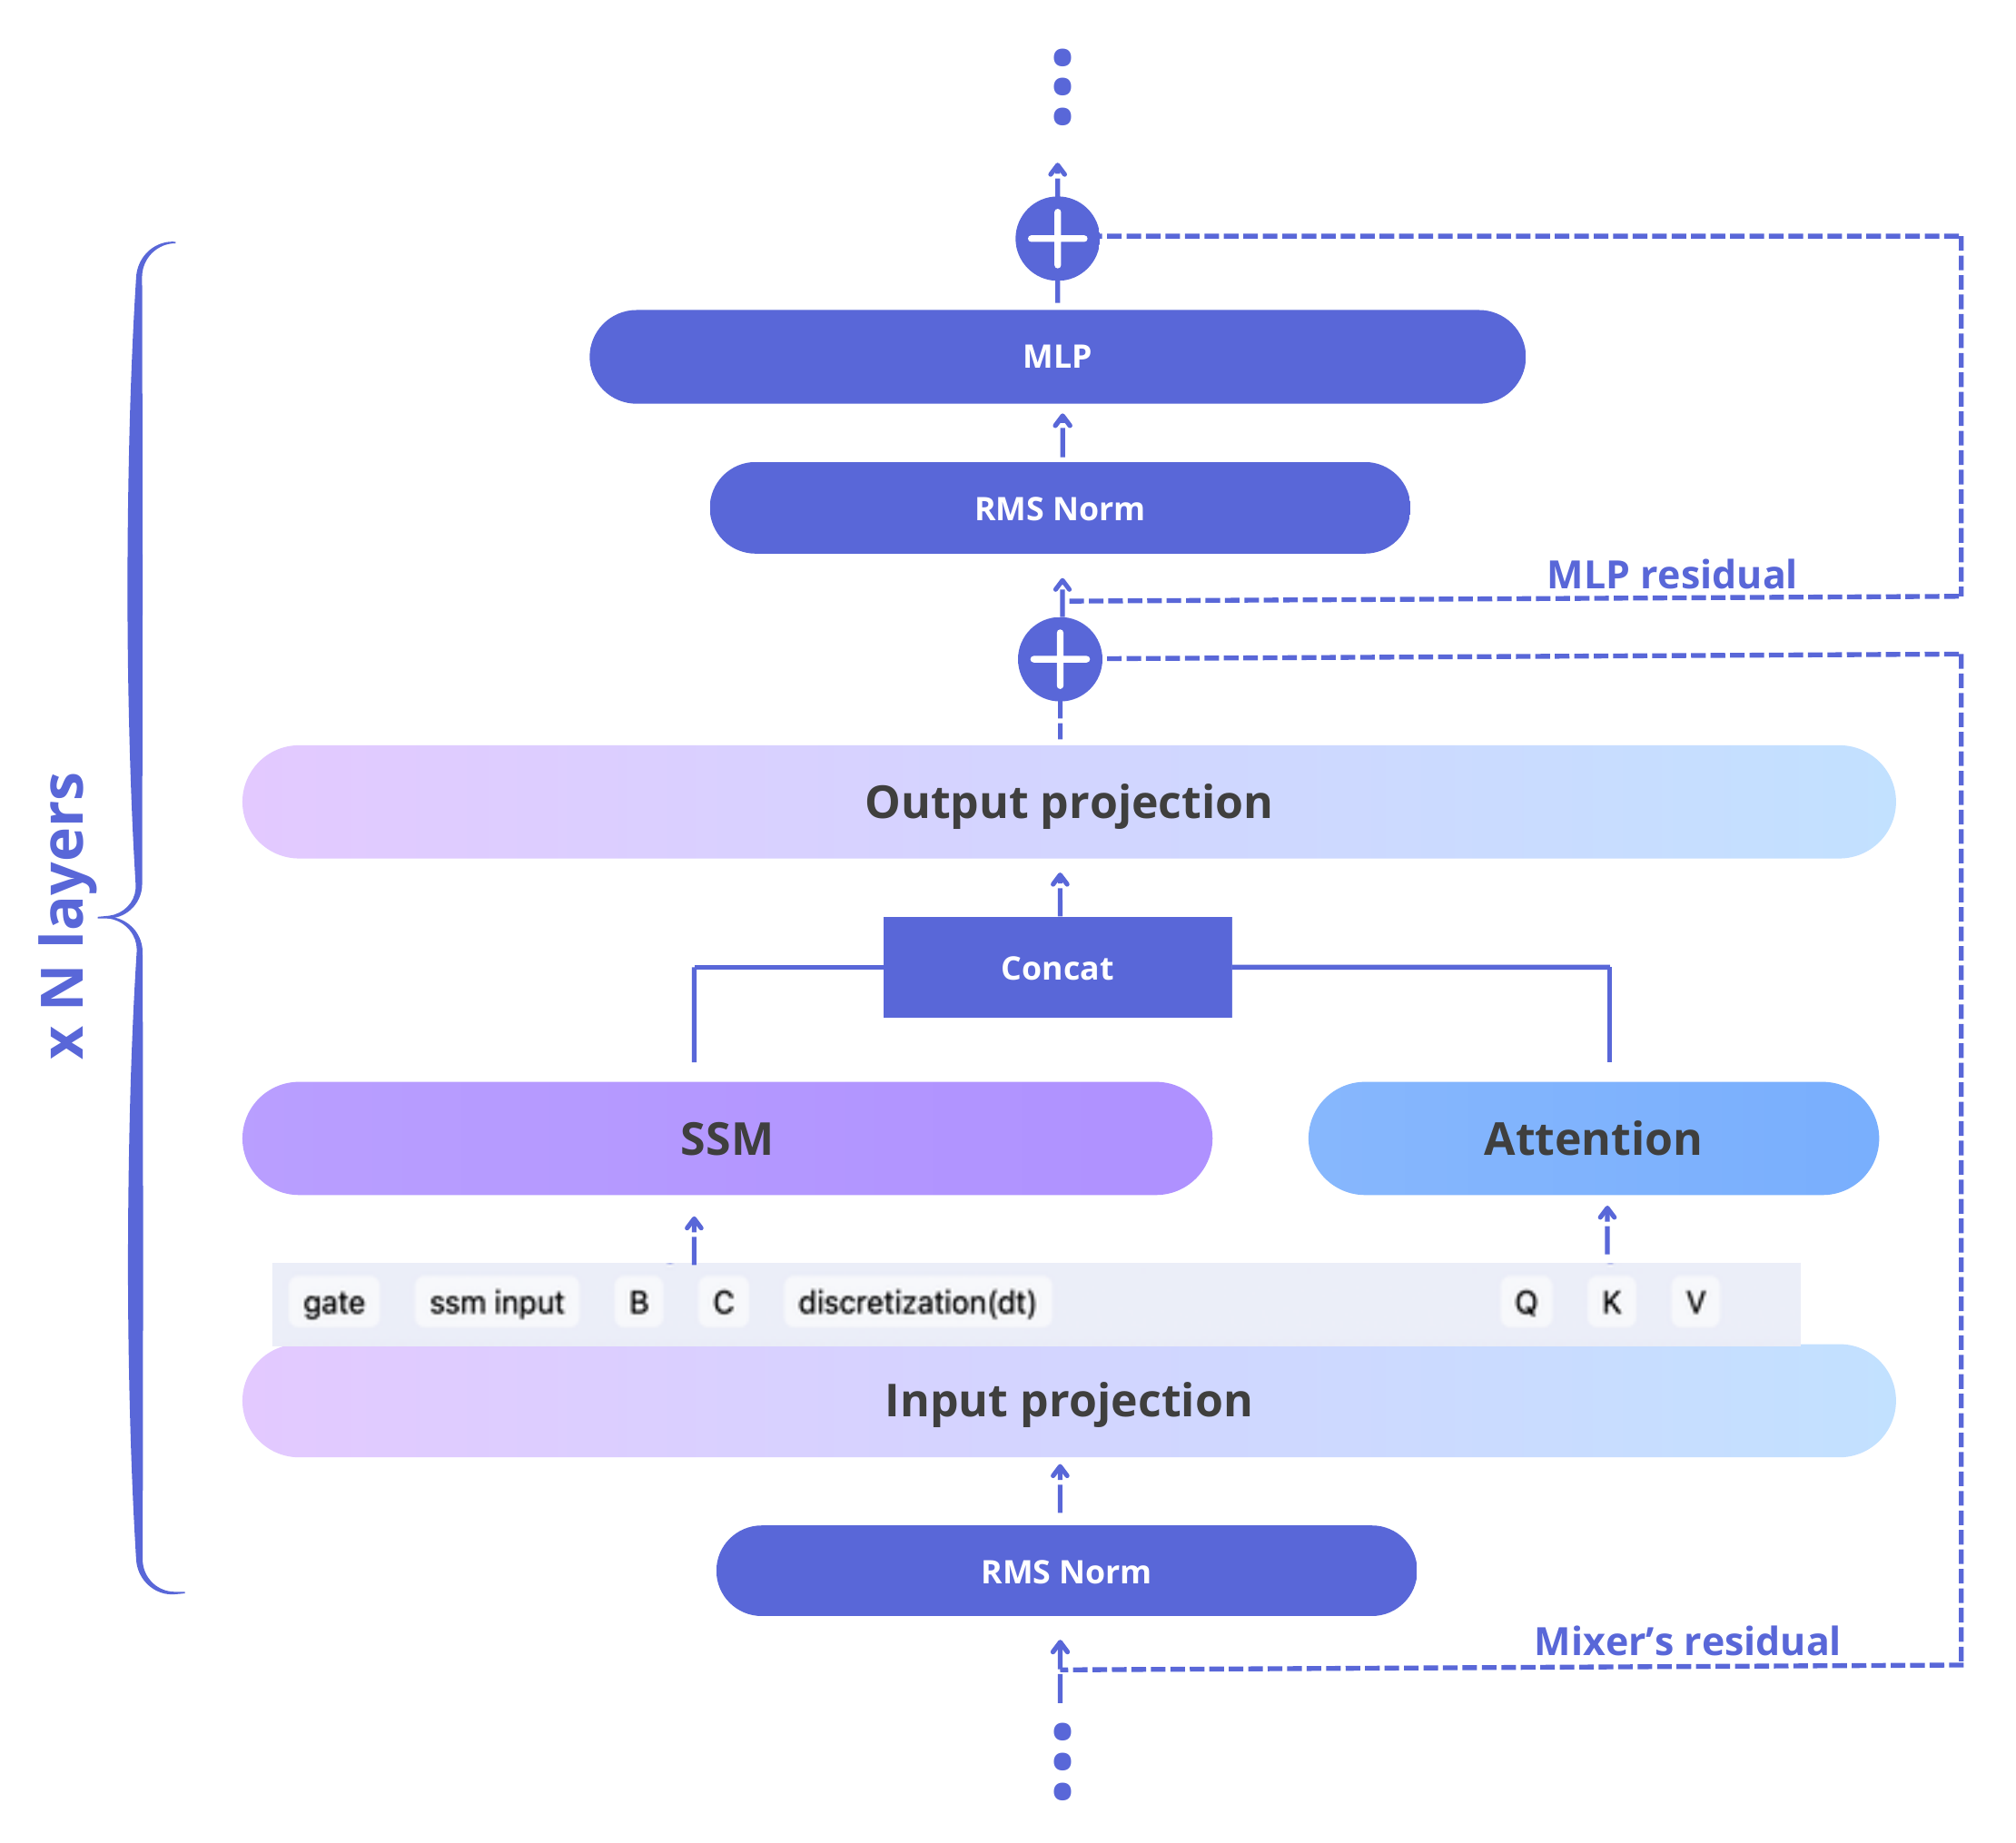 MLP
RMS Norm
MLP residual
Output projection
x N layers
Concat
SSM
Attention
gate ssm input B C discretization(dt) Q K V
Input projection
RMS Norm
Mixer’s residual